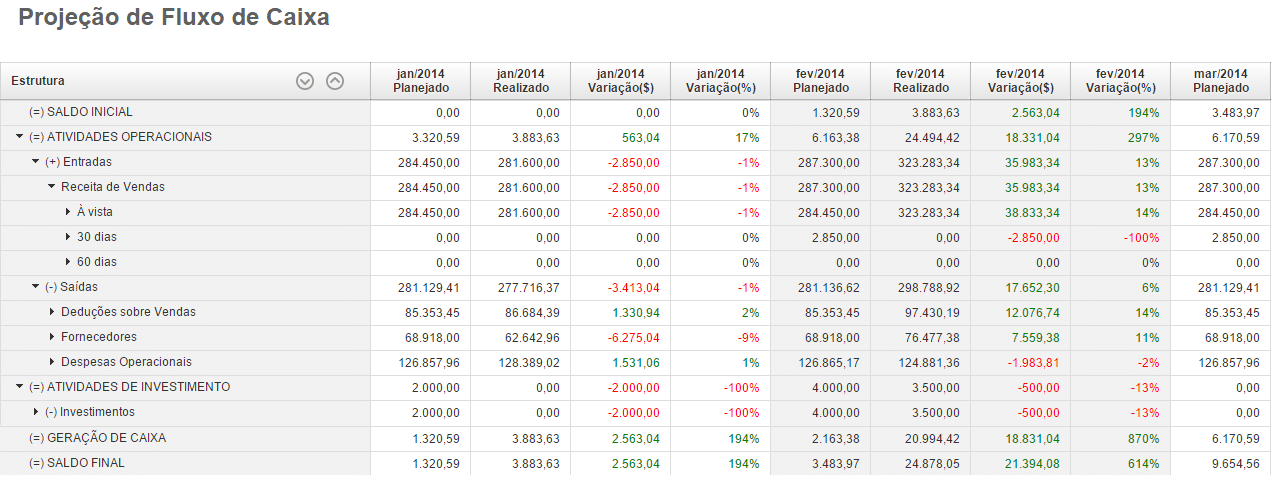 Projeção de Fluxo de Caixa
Estrutura jan/2014 Planejado jan/2014 Realizado jan/2014 Variação($) jan/2014 Variação(%) fev/2014 Planejado fev/2014 Realizado fev/2014 Variação($) fev/2014 Variação(%) mar/2014 Planejado
(=) SALDO INICIAL 0,00 0,00 0,00 0% 1.320,59 3.883,63 2.563,04 194% 3.483,97
(=) ATIVIDADES OPERACIONAIS 3.320,59 3.883,63 563,04 17% 6.163,38 24.494,42 18.331,04 297% 6.170,59
(+) Entradas 284.450,00 281.600,00 -2.850,00 -1% 287.300,00 323.283,34 35.983,34 13% 287.300,00
Receita de Vendas 284.450,00 281.600,00 -2.850,00 -1% 287.300,00 323.283,34 35.983,34 13% 287.300,00
À vista 284.450,00 281.600,00 -2.850,00 -1% 284.450,00 323.283,34 38.833,34 14% 284.450,00
30 dias 0,00 0,00 0,00 0% 2.850,00 0,00 -2.850,00 -100% 2.850,00
60 dias 0,00 0,00 0,00 0% 0,00 0,00 0,00 0% 0,00
(-) Saídas 281.129,41 277.716,37 -3.413,04 -1% 281.136,62 298.788,92 17.652,30 6% 281.129,41
Deduções sobre Vendas 85.353,45 86.684,39 1.330,94 2% 85.353,45 97.430,19 12.076,74 14% 85.353,45
Fornecedores 68.918,00 62.642,96 -6.275,04 -9% 68.918,00 76.477,38 7.559,38 11% 68.918,00
Despesas Operacionais 126.857,96 128.389,02 1.531,06 1% 126.865,17 124.881,36 -1.983,81 -2% 126.857,96
(=) ATIVIDADES DE INVESTIMENTO 2.000,00 0,00 -2.000,00 -100% 4.000,00 3.500,00 -500,00 -13% 0,00
(-) Investimentos 2.000,00 0,00 -2.000,00 -100% 4.000,00 3.500,00 -500,00 -13% 0,00
(=) GERAÇÃO DE CAIXA 1.320,59 3.883,63 2.563,04 194% 2.163,38 20.994,42 18.831,04 870% 6.170,59
(=) SALDO FINAL 1.320,59 3.883,63 2.563,04 194% 3.483,97 24.878,05 21.394,08 614% 9.654,56